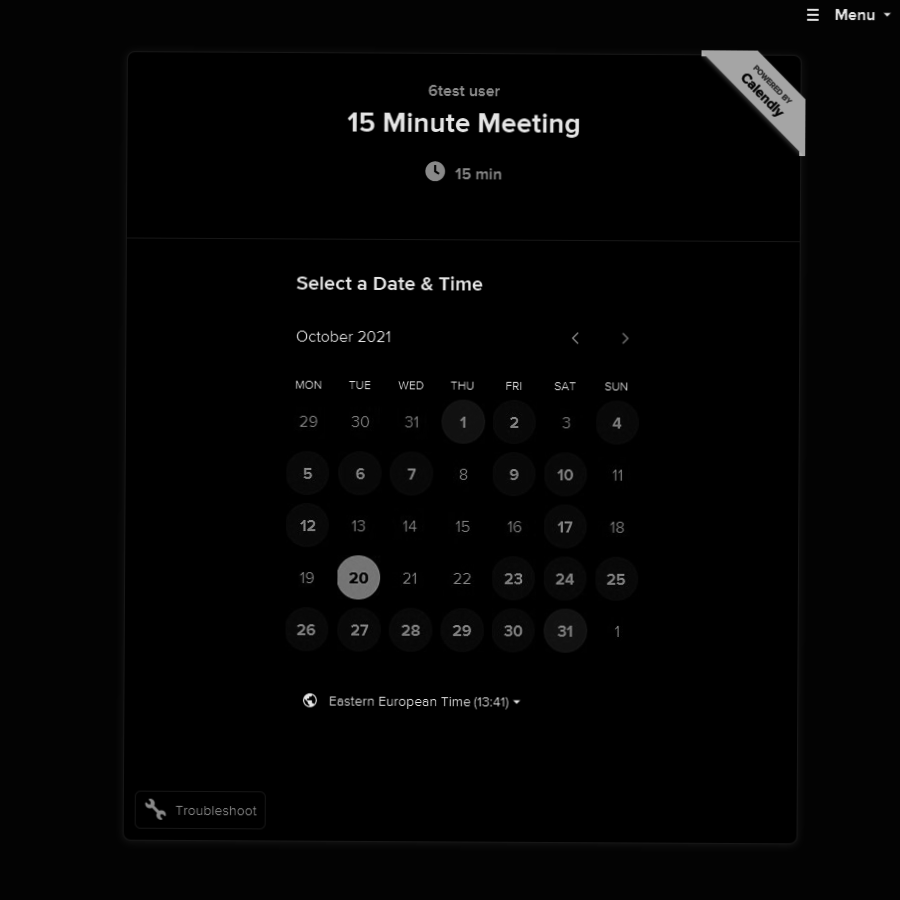 Menu
POWERED BY
Calendly
6test user
15 Minute Meeting
15 min
Select a Date & Time
October 2021
MON TUE WED THU FRI SAT SUN
29 30 31 1 2 3 4
5 6 7 8 9 10 11
12 13 14 15 16 17 18
19 20 21 22 23 24 25
26 27 28 29 30 31 1
Eastern European Time (13:41)
Troubleshoot